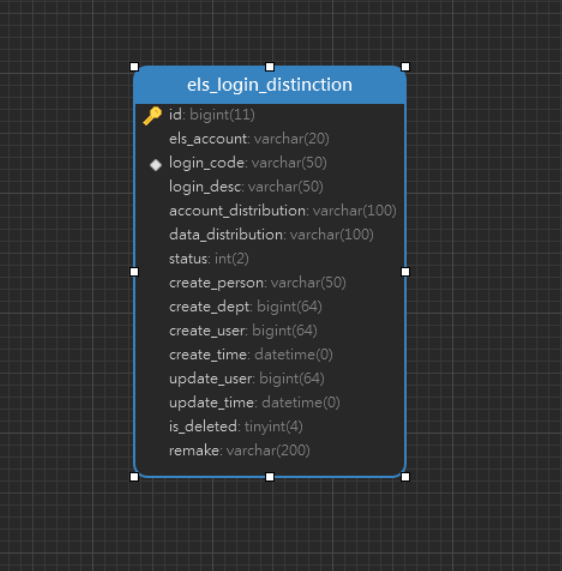 els_login_distinction
id: bigint(11)
els_account: varchar(20)
login_code: varchar(50)
login_desc: varchar(50)
account_distribution: varchar(100)
data_distribution: varchar(100)
status: int(2)
create_person: varchar(50)
create_dept: bigint(64)
create_user: bigint(64)
create_time: datetime(0)
update_user: bigint(64)
update_time: datetime(0)
is_deleted: tinyint(4)
remake: varchar(200)